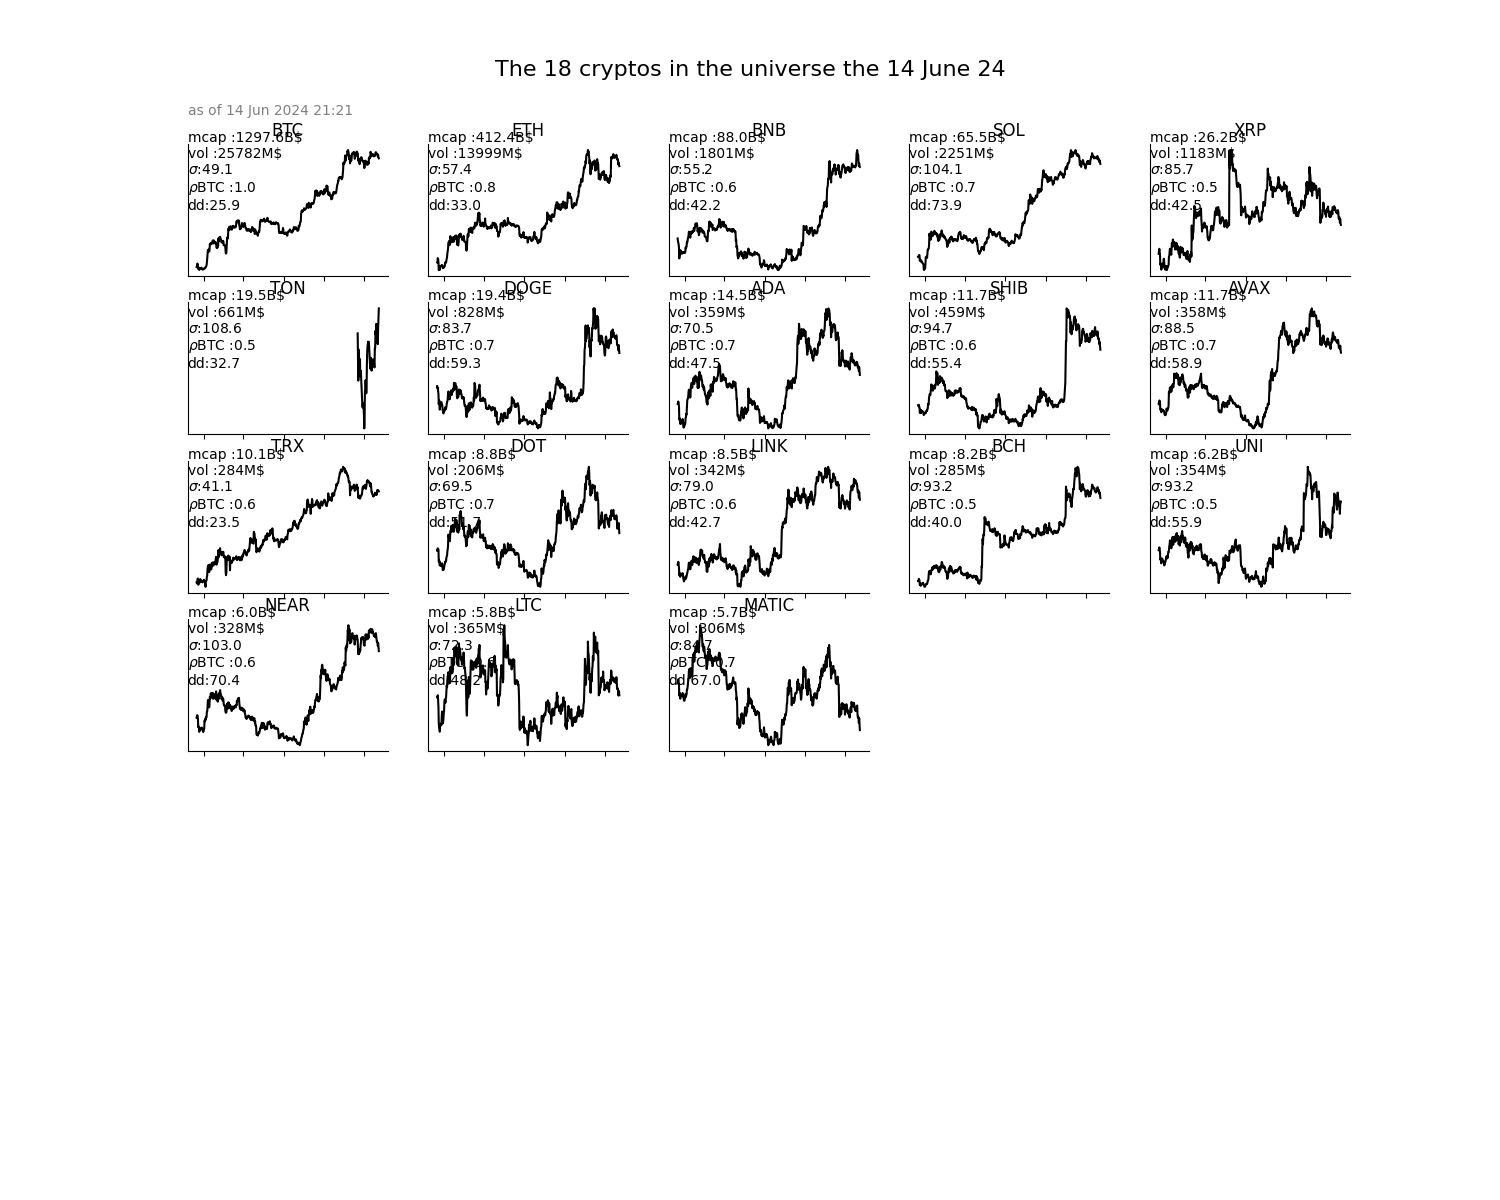 The 18 cryptos in the universe the 14 June 24
as of 14 Jun 2024 21:21
BTC
mcap :1297.6B$
vol :25782M$
σ:49.1
ρBTC :1.0
dd:25.9
ETH
mcap :412.4B$
vol :13999M$
σ:57.4
ρBTC :0.8
dd:33.0
BNB
mcap :88.0B$
vol :1801M$
σ:55.2
ρBTC :0.6
dd:42.2
SOL
mcap :65.5B$
vol :2251M$
σ:104.1
ρBTC :0.7
dd:73.9
XRP
mcap :26.2B$
vol :1183M$
σ:85.7
ρBTC :0.5
dd:42.5
TON
mcap :19.5B$
vol :661M$
σ:108.6
ρBTC :0.5
dd:32.7
DOGE
mcap :19.4B$
vol :828M$
σ:83.7
ρBTC :0.7
dd:59.3
ADA
mcap :14.5B$
vol :359M$
σ:70.5
ρBTC :0.7
dd:47.5
SHIB
mcap :11.7B$
vol :459M$
σ:94.7
ρBTC :0.6
dd:55.4
AVAX
mcap :11.7B$
vol :358M$
σ:88.5
ρBTC :0.7
dd:58.9
TRX
mcap :10.1B$
vol :284M$
σ:41.1
ρBTC :0.6
dd:23.5
DOT
mcap :8.8B$
vol :206M$
σ:69.5
ρBTC :0.7
LINK
mcap :8.5B$
vol :342M$
σ:79.0
ρBTC :0.6
dd:42.7
BCH
mcap :8.2B$
vol :285M$
σ:93.2
ρBTC :0.5
dd:40.0
UNI
mcap :6.2B$
vol :354M$
σ:93.2
ρBTC :0.5
dd:55.9
NEAR
mcap :6.0B$
vol :328M$
σ:103.0
ρBTC :0.6
dd:70.4
LTC
mcap :5.8B$
vol :365M$
σ:72.3
ρBTC
dd:48.2
MATIC
mcap :5.7B$
vol :306M$
ρBTC :0.7
dd:67.0